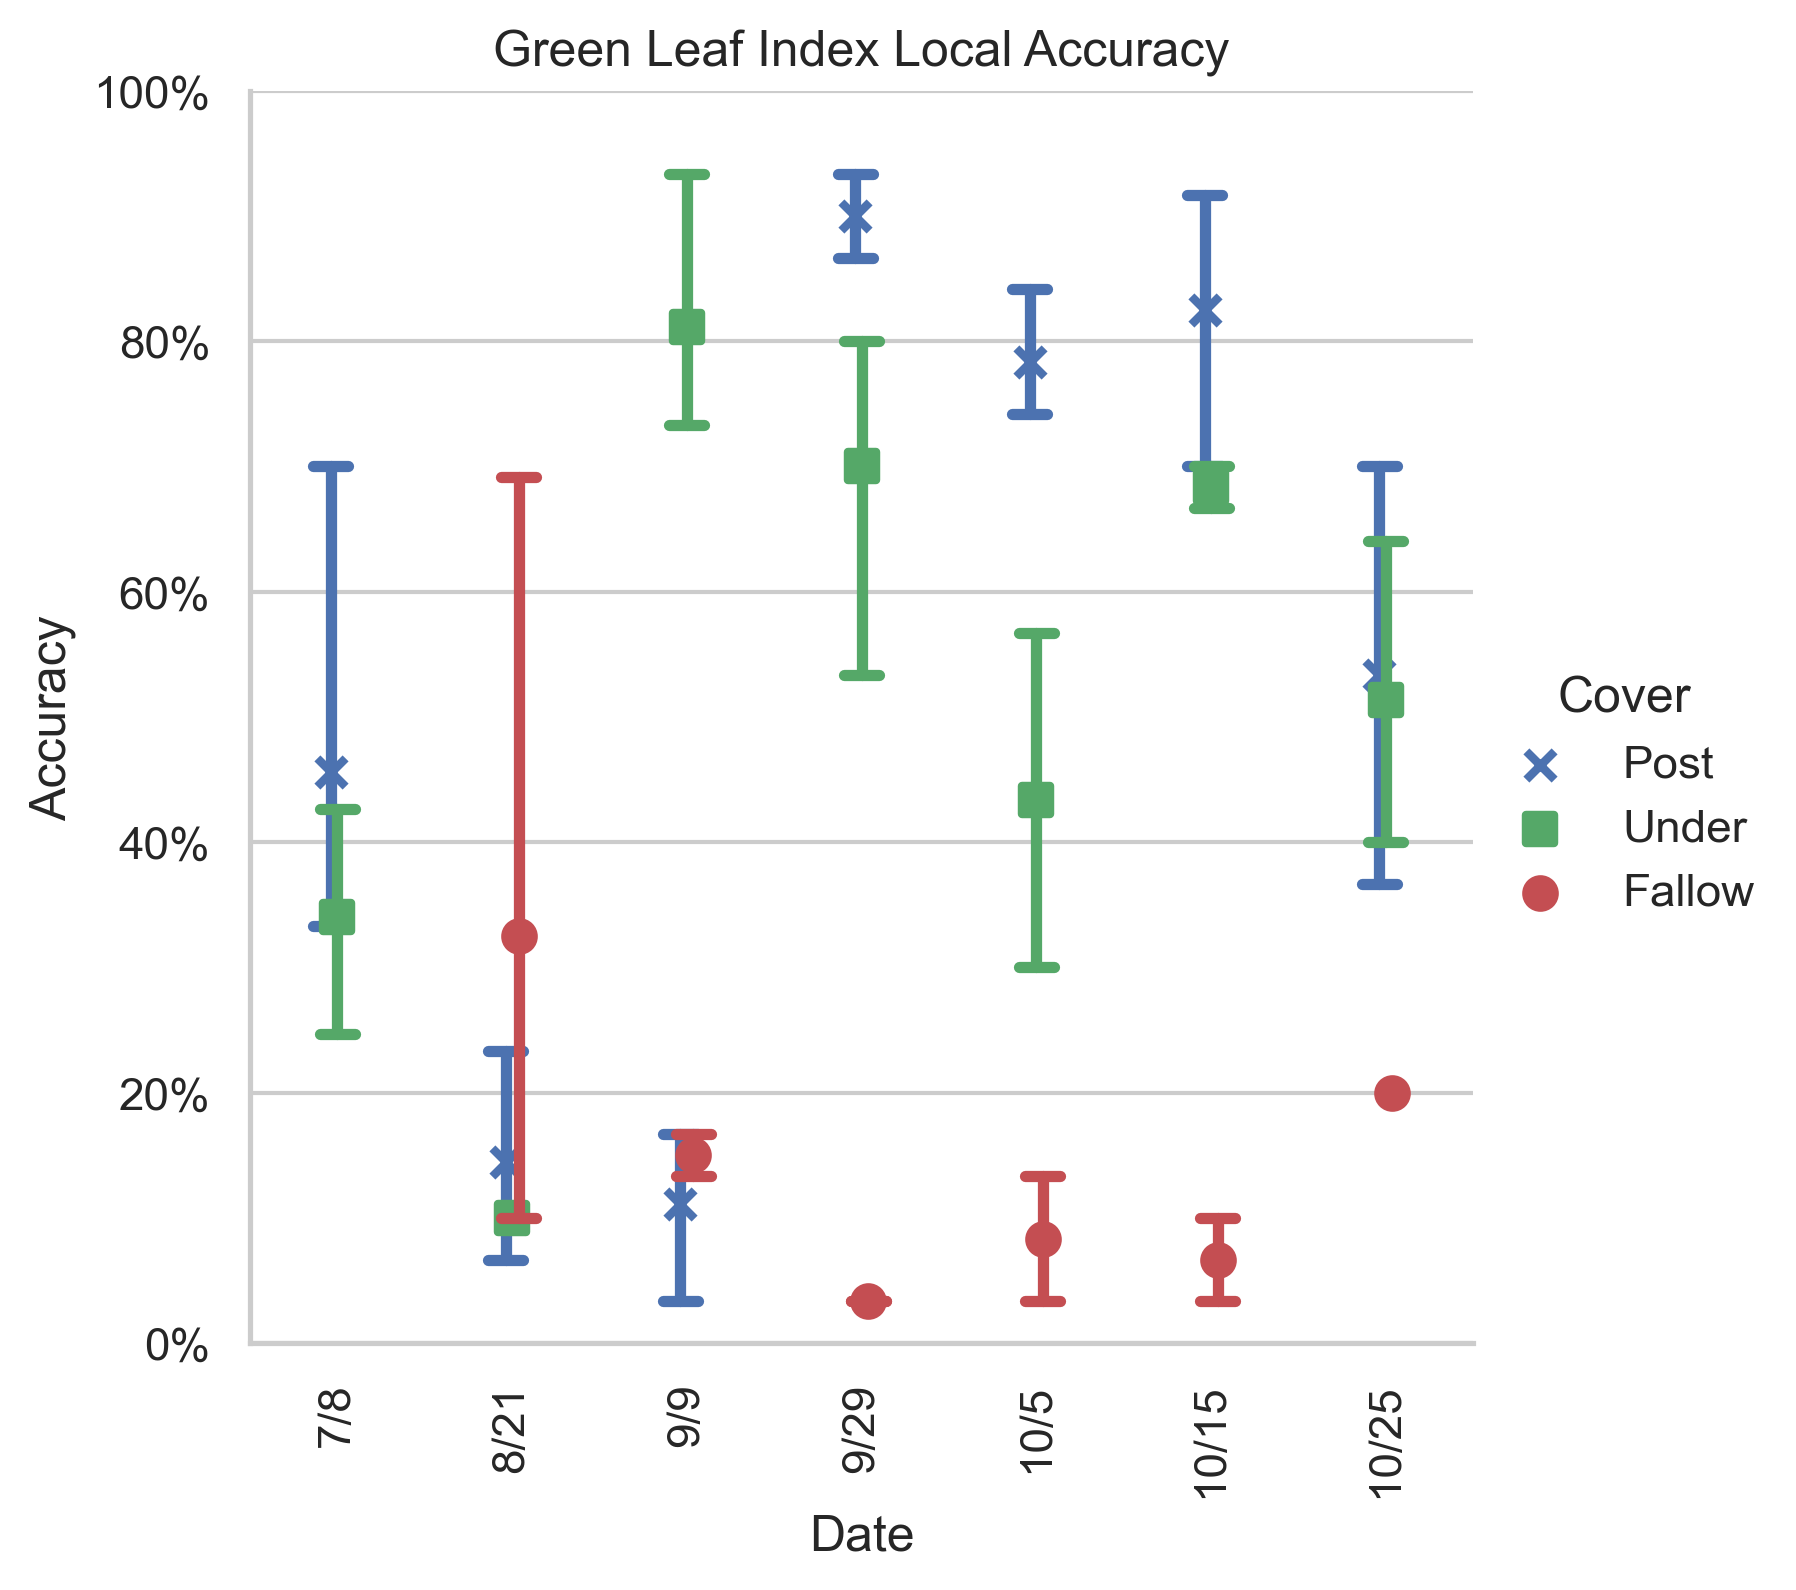 Green Leaf Index Local Accuracy
100%
80%
60%
40%
20%
0%
Accuracy
7/8
8/21
9/9
9/29
10/5
10/15
10/25
Date
Cover
Post
Under
Fallow